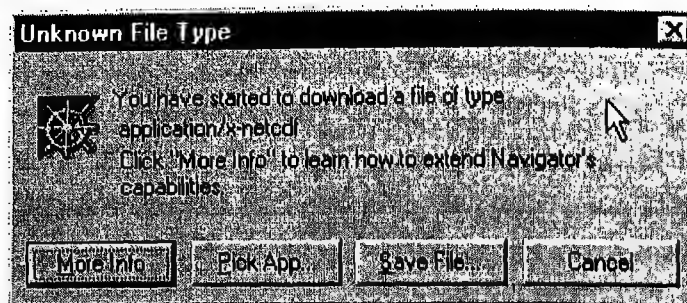 Unknown File Type
You have started to download a file of type
application/x-netcdf
Click "More Info" to learn how to extend Navigator's
capabilities.
More Info
Pick App...
Save File...
Cancel